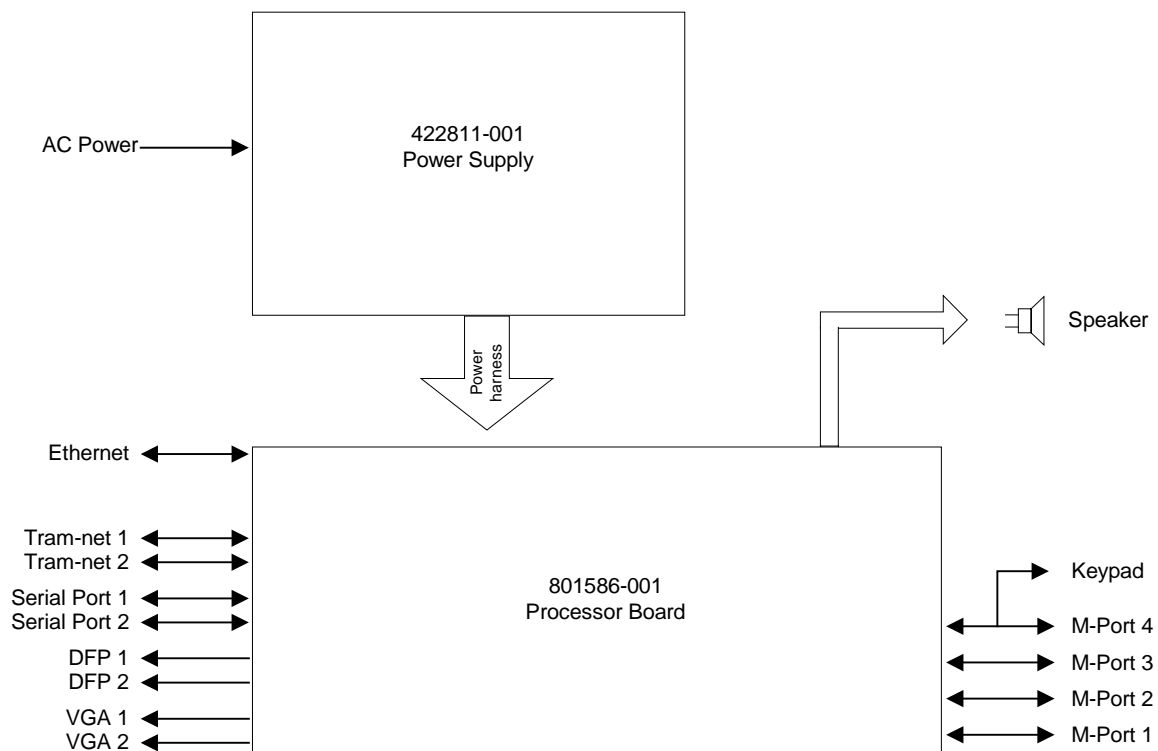 422811-001
Power Supply
AC Power
Power
harness
Speaker
Ethernet
Tram-net 1
Tram-net 2
Serial Port 1
Serial Port 2
DFP 1
DFP 2
VGA 1
VGA 2
801586-001
Processor Board
Keypad
M-Port 4
M-Port 3
M-Port 2
M-Port 1